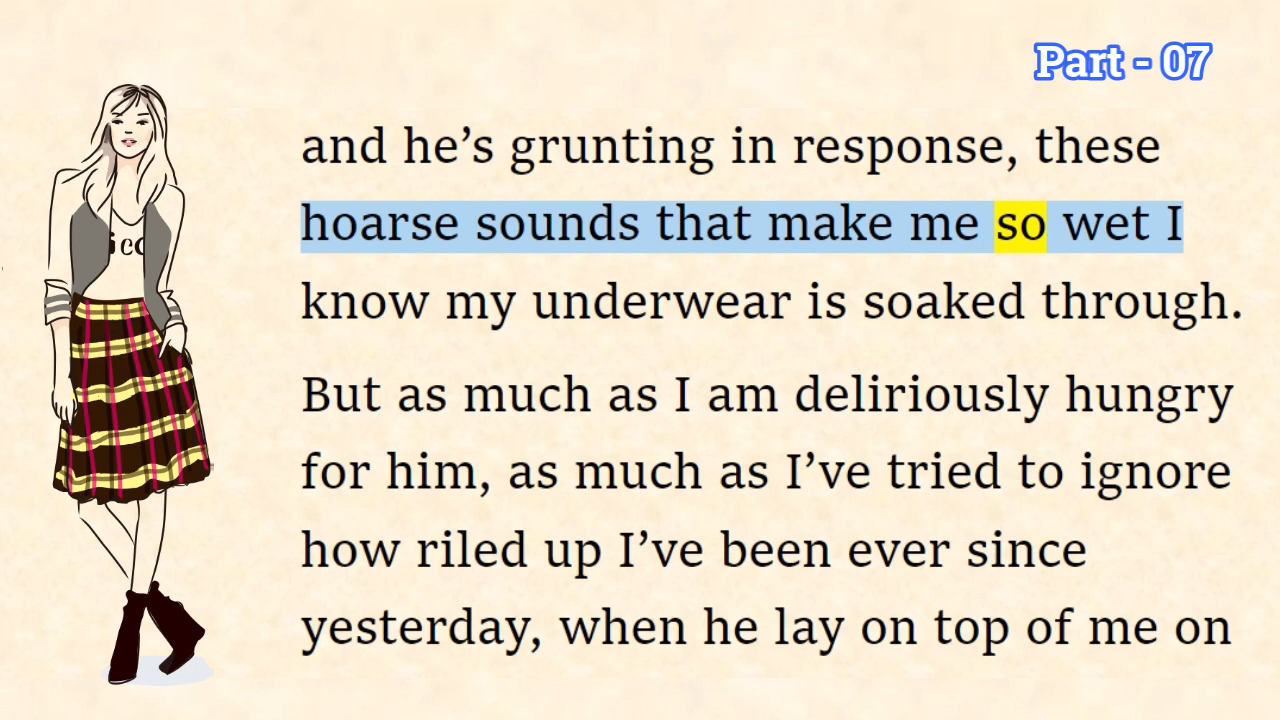 Part - 07
and he’s grunting in response, these
hoarse sounds that make me so wet I
know my underwear is soaked through.
But as much as I am deliriously hungry
for him, as much as I’ve tried to ignore
how riled up I’ve been ever since
yesterday, when he lay on top of me on